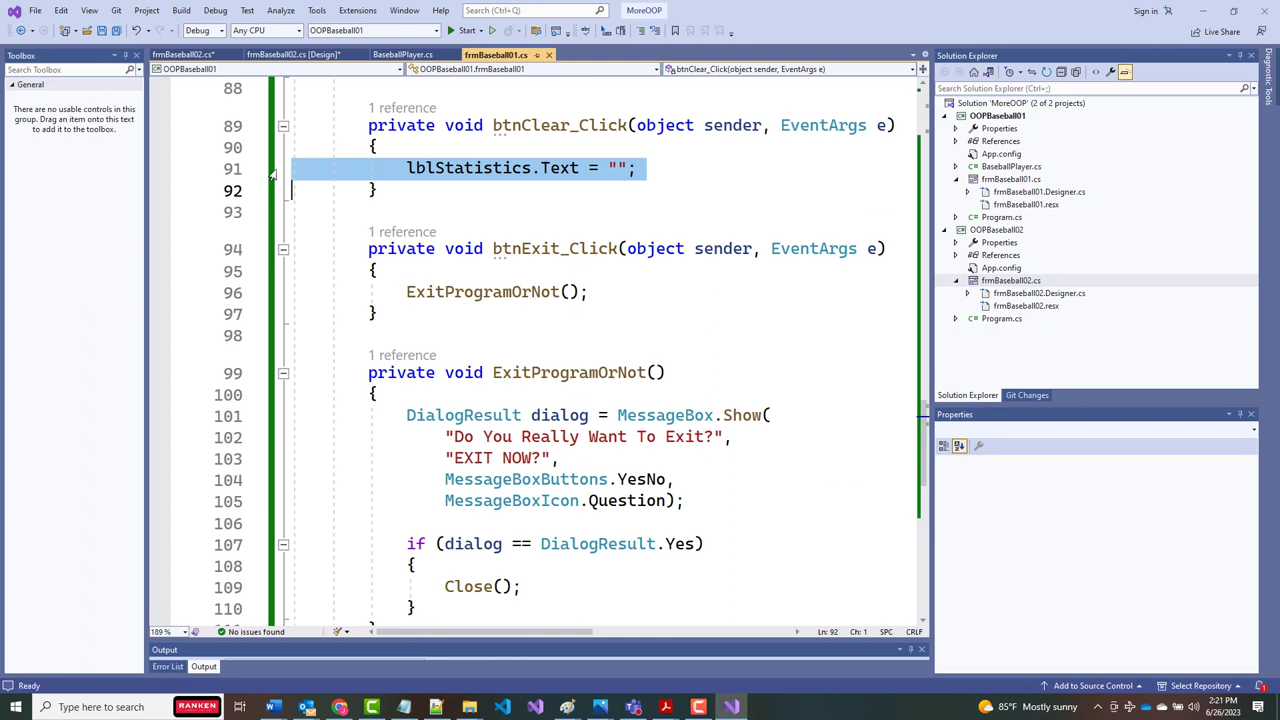 File Edit View Git Project Build Debug Test Analyze Tools Extensions Window Help Search (Ctrl+Q) MoreOOP Sign in
Debug Any CPU OOPBaseball01 Start Live Share
Toolbox
Search Toolbox
General
There are no usable controls in this
group. Drag an item onto this text
to add it to the toolbox.
frmBaseball02.cs* frmBaseball02.cs [Design]* BaseballPlayer.cs frmBaseball01.cs
OOPBaseball01 OOPBaseball01.frmBaseball01 btnClear_Click(object sender, EventArgs e)
88
1 reference
89 private void btnClear_Click(object sender, EventArgs e)
90 {
91 lblStatistics.Text = "";
92 }
93
1 reference
94 private void btnExit_Click(object sender, EventArgs e)
95 {
96 ExitProgramOrNot();
97 }
98
1 reference
99 private void ExitProgramOrNot()
100 {
101 DialogResult dialog = MessageBox.Show(
102 "Do You Really Want To Exit?",
103 "EXIT NOW?",
104 MessageBoxButtons.YesNo,
105 MessageBoxIcon.Question);
106
107 if (dialog == DialogResult.Yes)
108 {
109 Close();
110 }
189 % No issues found Ln: 92 Ch: 1 SPC CRLF
Output
Error List Output
Solution Explorer
Search Solution Explorer (Ctrl+;)
Solution 'MoreOOP' (2 of 2 projects)
OOPBaseball01
Properties
References
App.config
BaseballPlayer.cs
frmBaseball01.cs
frmBaseball01.Designer.cs
frmBaseball01.resx
Program.cs
OOPBaseball02
Properties
References
App.config
frmBaseball02.cs
frmBaseball02.Designer.cs
frmBaseball02.resx
Program.cs
Solution Explorer Git Changes
Properties
Diagnostic Tools
Ready Add to Source Control Select Repository
Type here to search RANKEN 85°F Mostly sunny 2:21 PM
6/26/2023